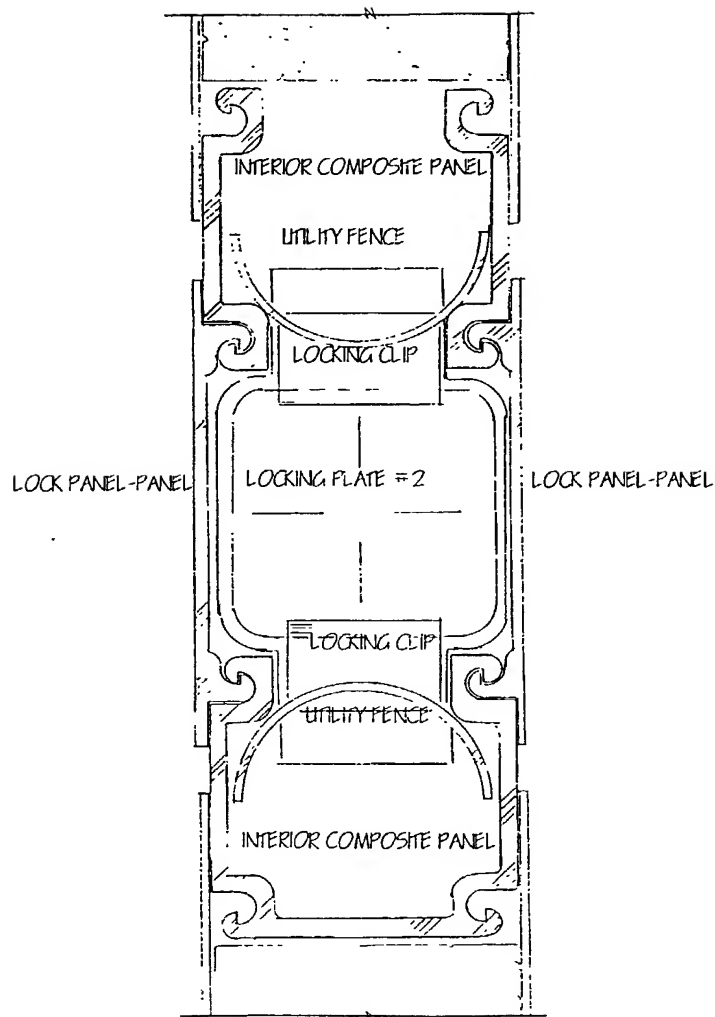 INTERIOR COMPOSITE PANEL
UTILITY FENCE
LOCKING CLIP
LOCK PANEL-PANEL
LOCKING PLATE #2
LOCK PANEL-PANEL
LOCKING CLIP
UTILITY FENCE
INTERIOR COMPOSITE PANEL